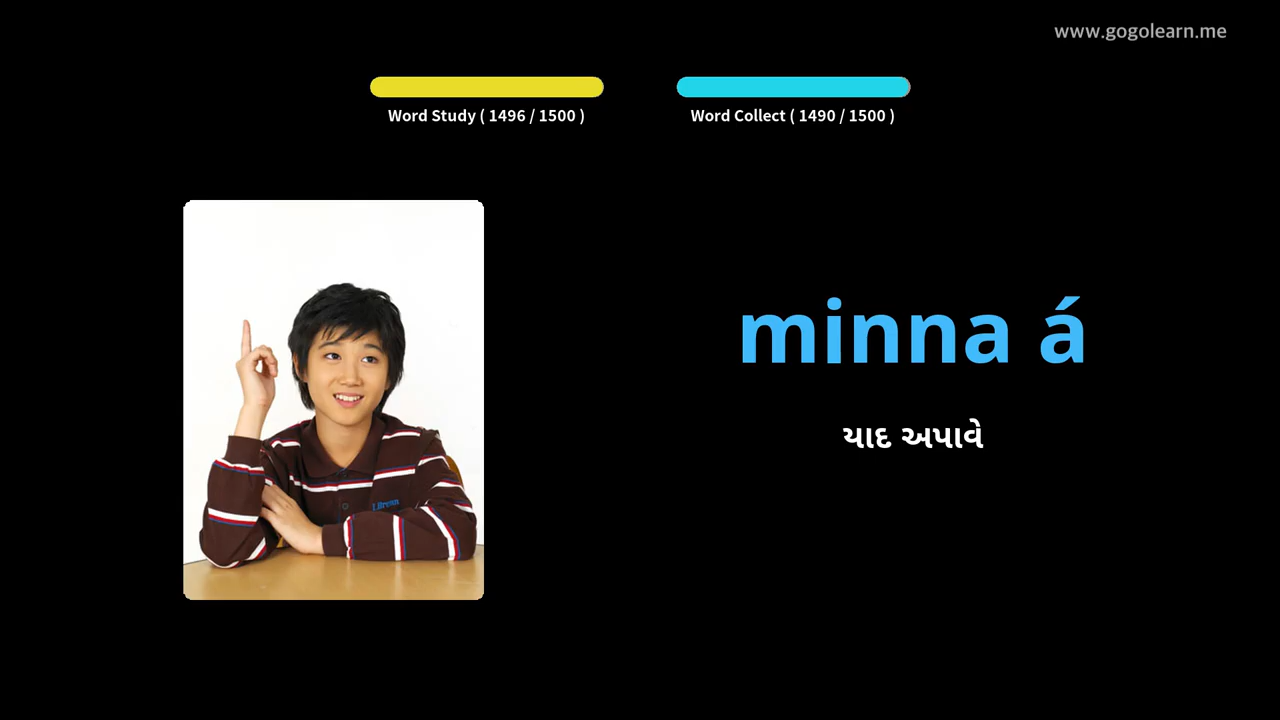 www.gogolearn.me
Word Study ( 1496 / 1500 )
Word Collect ( 1490 / 1500 )
minna á
યાદ અપાવે